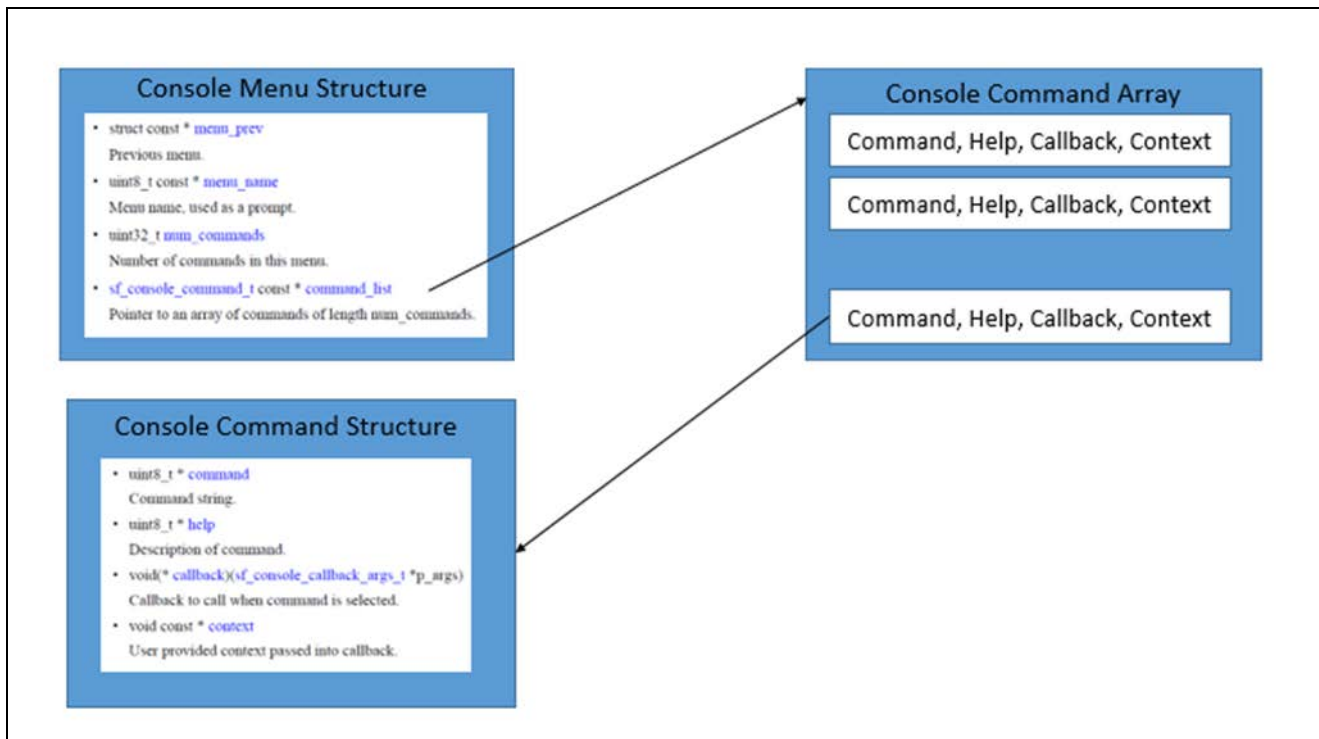 Console Menu Structure
• struct const * menu_prev
Previous menu.
• uint8_t const * menu_name
Menu name, used as a prompt.
• uint32_t num_commands
Number of commands in this menu.
• sf_console_command_t const * command_list
Pointer to an array of commands of length num_commands.
Console Command Array
Command, Help, Callback, Context
Command, Help, Callback, Context
Command, Help, Callback, Context
Console Command Structure
• uint8_t * command
Command string.
• uint8_t * help
Description of command.
• void(* callback)(sf_console_callback_args_t *p_args)
Callback to call when command is selected.
• void const * context
User provided context passed into callback.